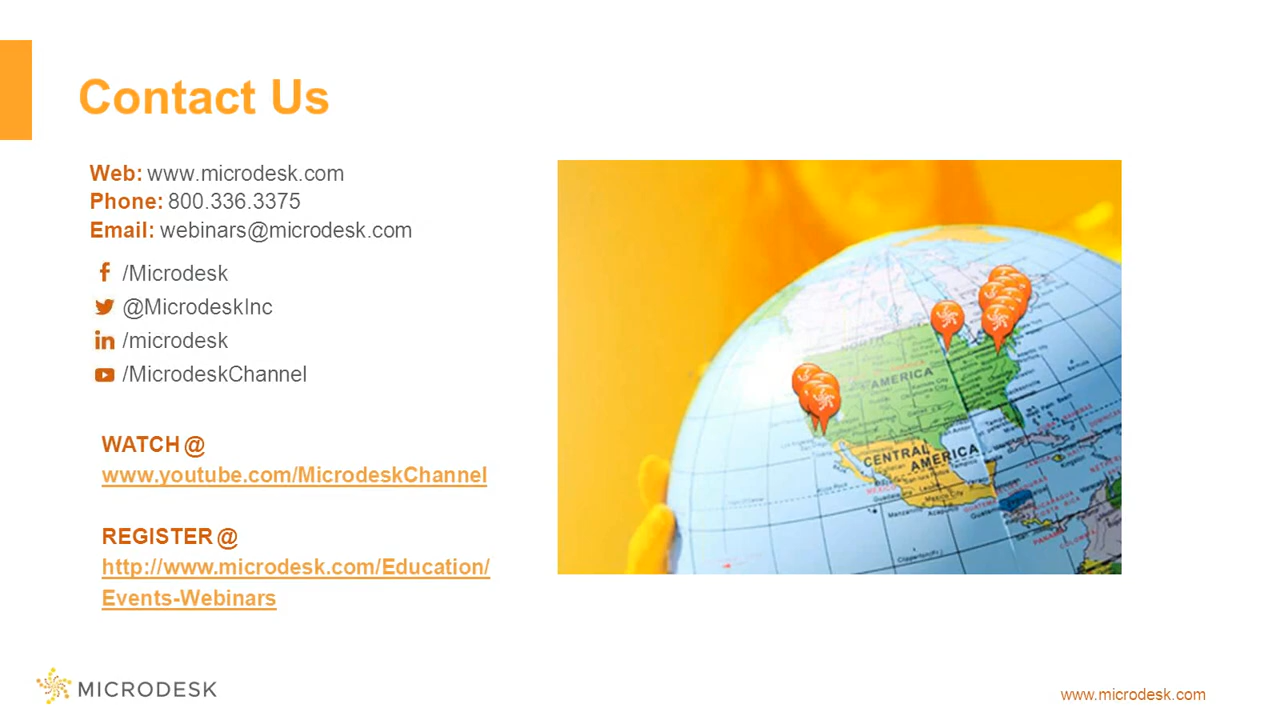 Contact Us
Web: www.microdesk.com
Phone: 800.336.3375
Email: webinars@microdesk.com
/Microdesk
@MicrodeskInc
/microdesk
/MicrodeskChannel
WATCH @
www.youtube.com/MicrodeskChannel
REGISTER @
http://www.microdesk.com/Education/
Events-Webinars
NORTH
AMERICA
CENTRAL
AMERICA
MICRODESK
www.microdesk.com